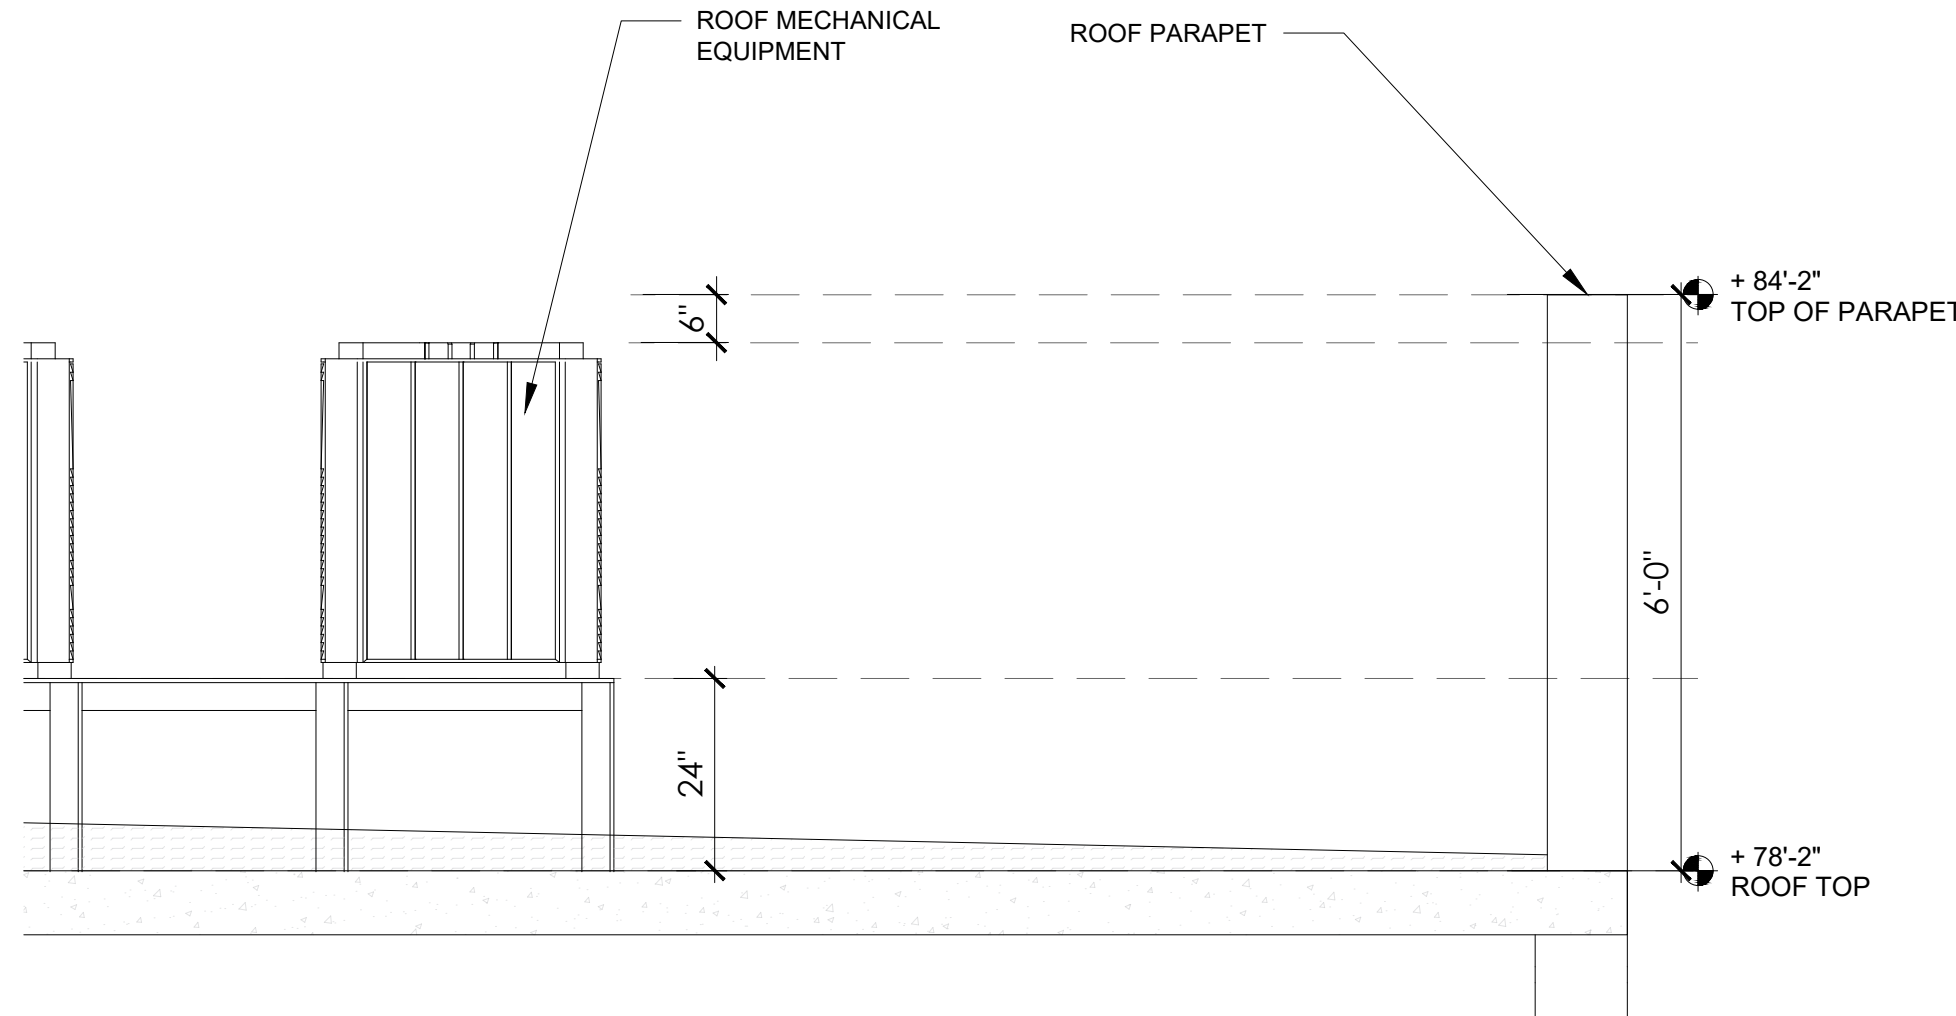 ROOF MECHANICAL
EQUIPMENT
ROOF PARAPET
+ 84'-2"
TOP OF PARAPET
6"
6'-0"
24"
+ 78'-2"
ROOF TOP